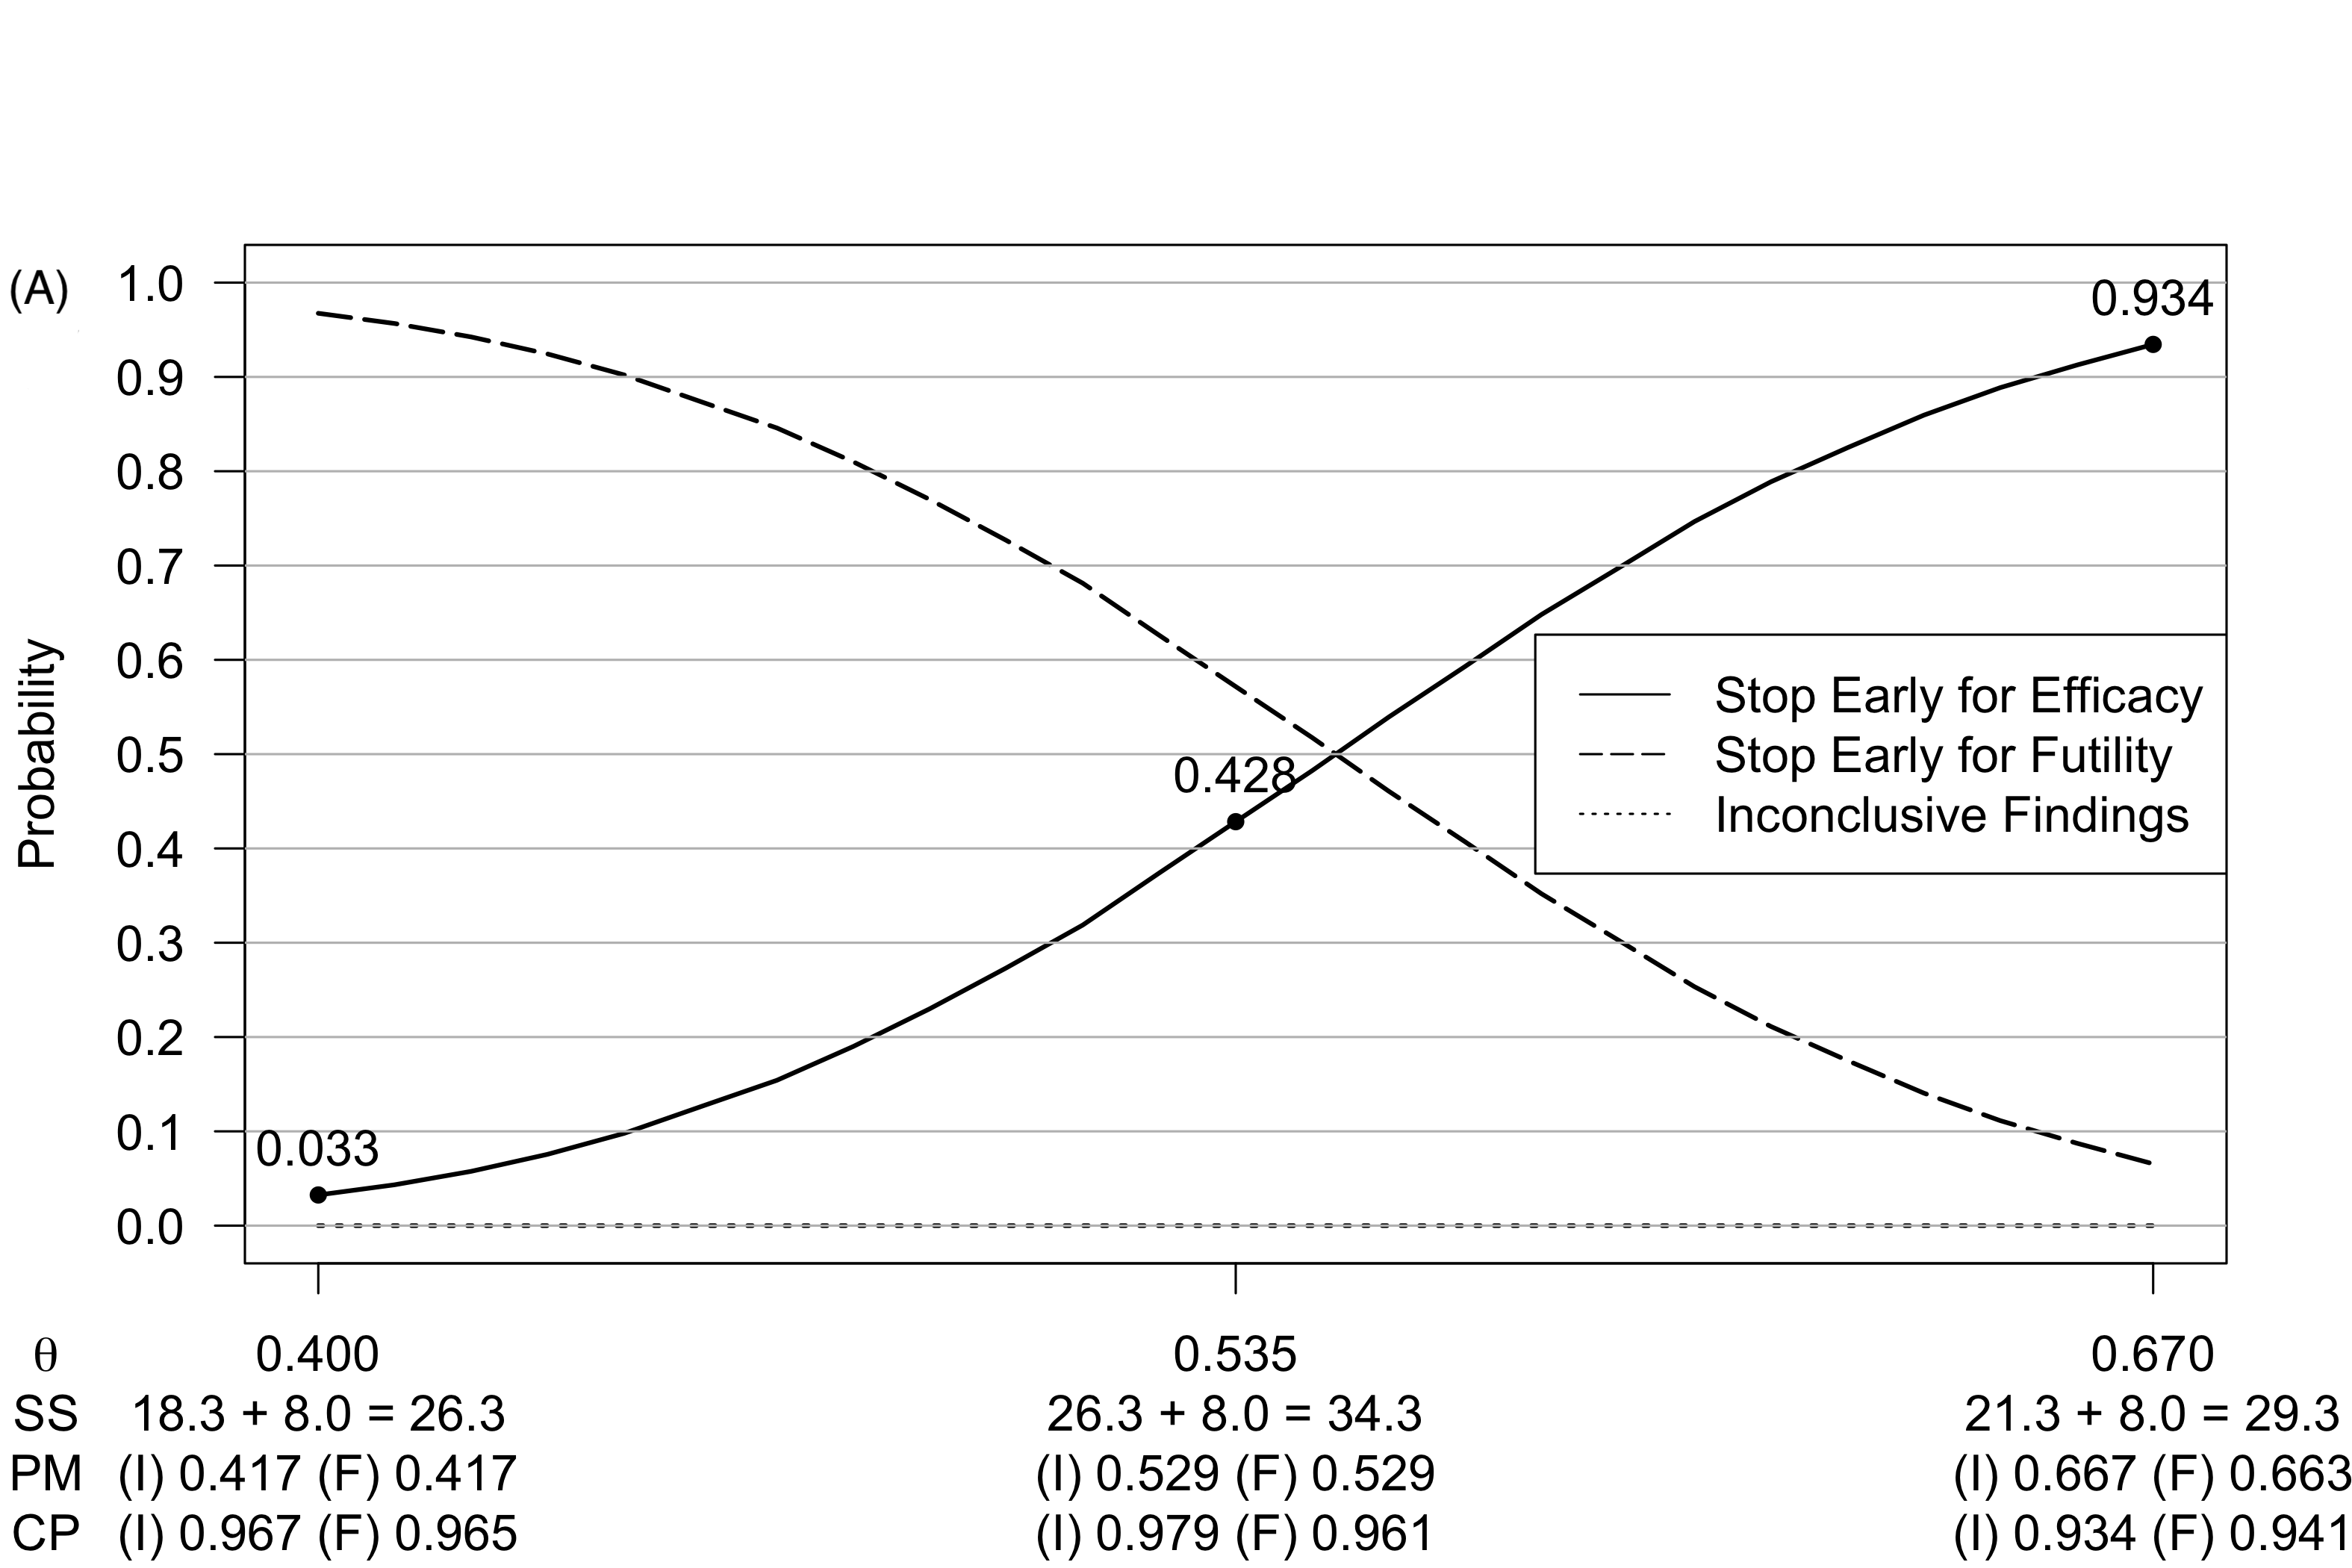 (A)
1.0
0.9
0.8
0.7
0.6
0.5
0.4
0.3
0.2
0.1
0.0
Probability
0.934
0.428
0.033
Stop Early for Efficacy
Stop Early for Futility
Inconclusive Findings
θ 0.400 0.535 0.670
SS 18.3 + 8.0 = 26.3 26.3 + 8.0 = 34.3 21.3 + 8.0 = 29.3
PM (I) 0.417 (F) 0.417 (I) 0.529 (F) 0.529 (I) 0.667 (F) 0.663
CP (I) 0.967 (F) 0.965 (I) 0.979 (F) 0.961 (I) 0.934 (F) 0.941